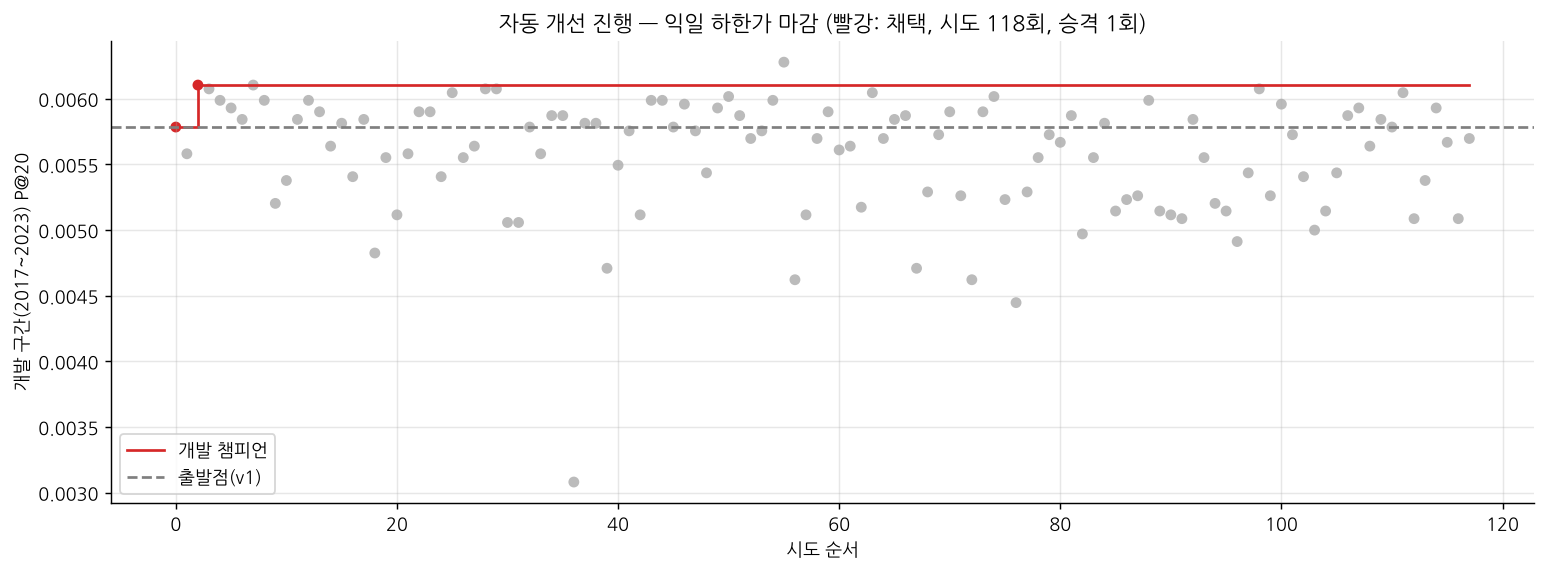 자동 개선 진행 — 익일 하한가 마감 (빨강: 채택, 시도 118회, 승격 1회)
개발 구간(2017~2023) P@20
0.0060
0.0055
0.0050
0.0045
0.0040
0.0035
0.0030
개발 챔피언
출발점(v1)
0 20 40 60 80 100 120
시도 순서